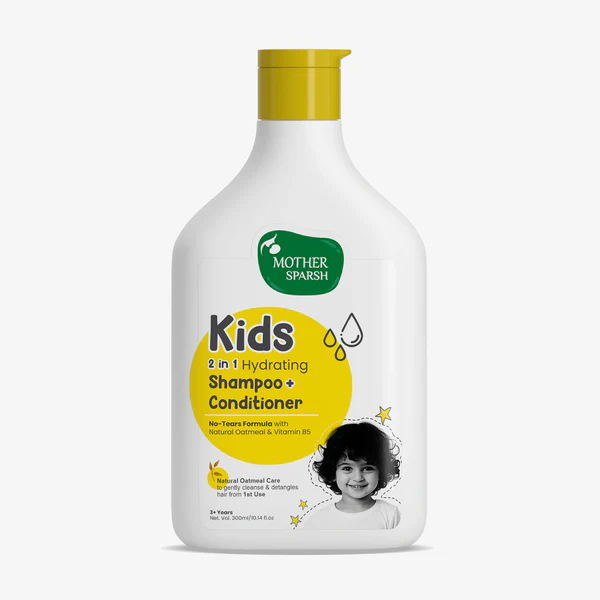 MOTHER
SPARSH
Kids
2 in 1 Hydrating
Shampoo +
Conditioner
No-Tears Formula with
Natural Oatmeal & Vitamin B5
Natural Oatmeal Care
to gently cleanse & detangles
hair from 1st Use
3+ Years
Net. Vol. 300ml/10.14 fl.oz